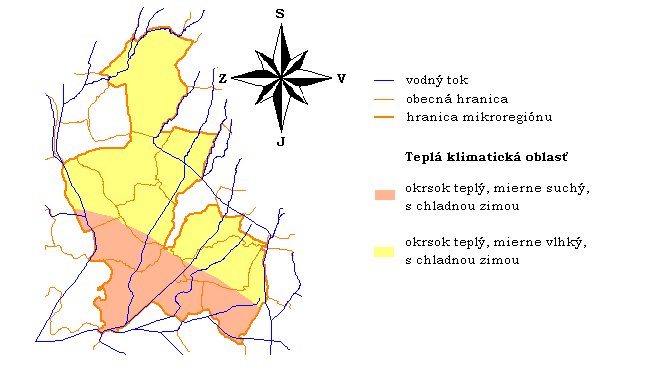 S
Z
V
J
vodný tok
obecná hranica
hranica mikroregiónu
Teplá klimatická oblasť
okrsok teplý, mierne suchý,
s chladnou zimou
okrsok teplý, mierne vlhký,
s chladnou zimou